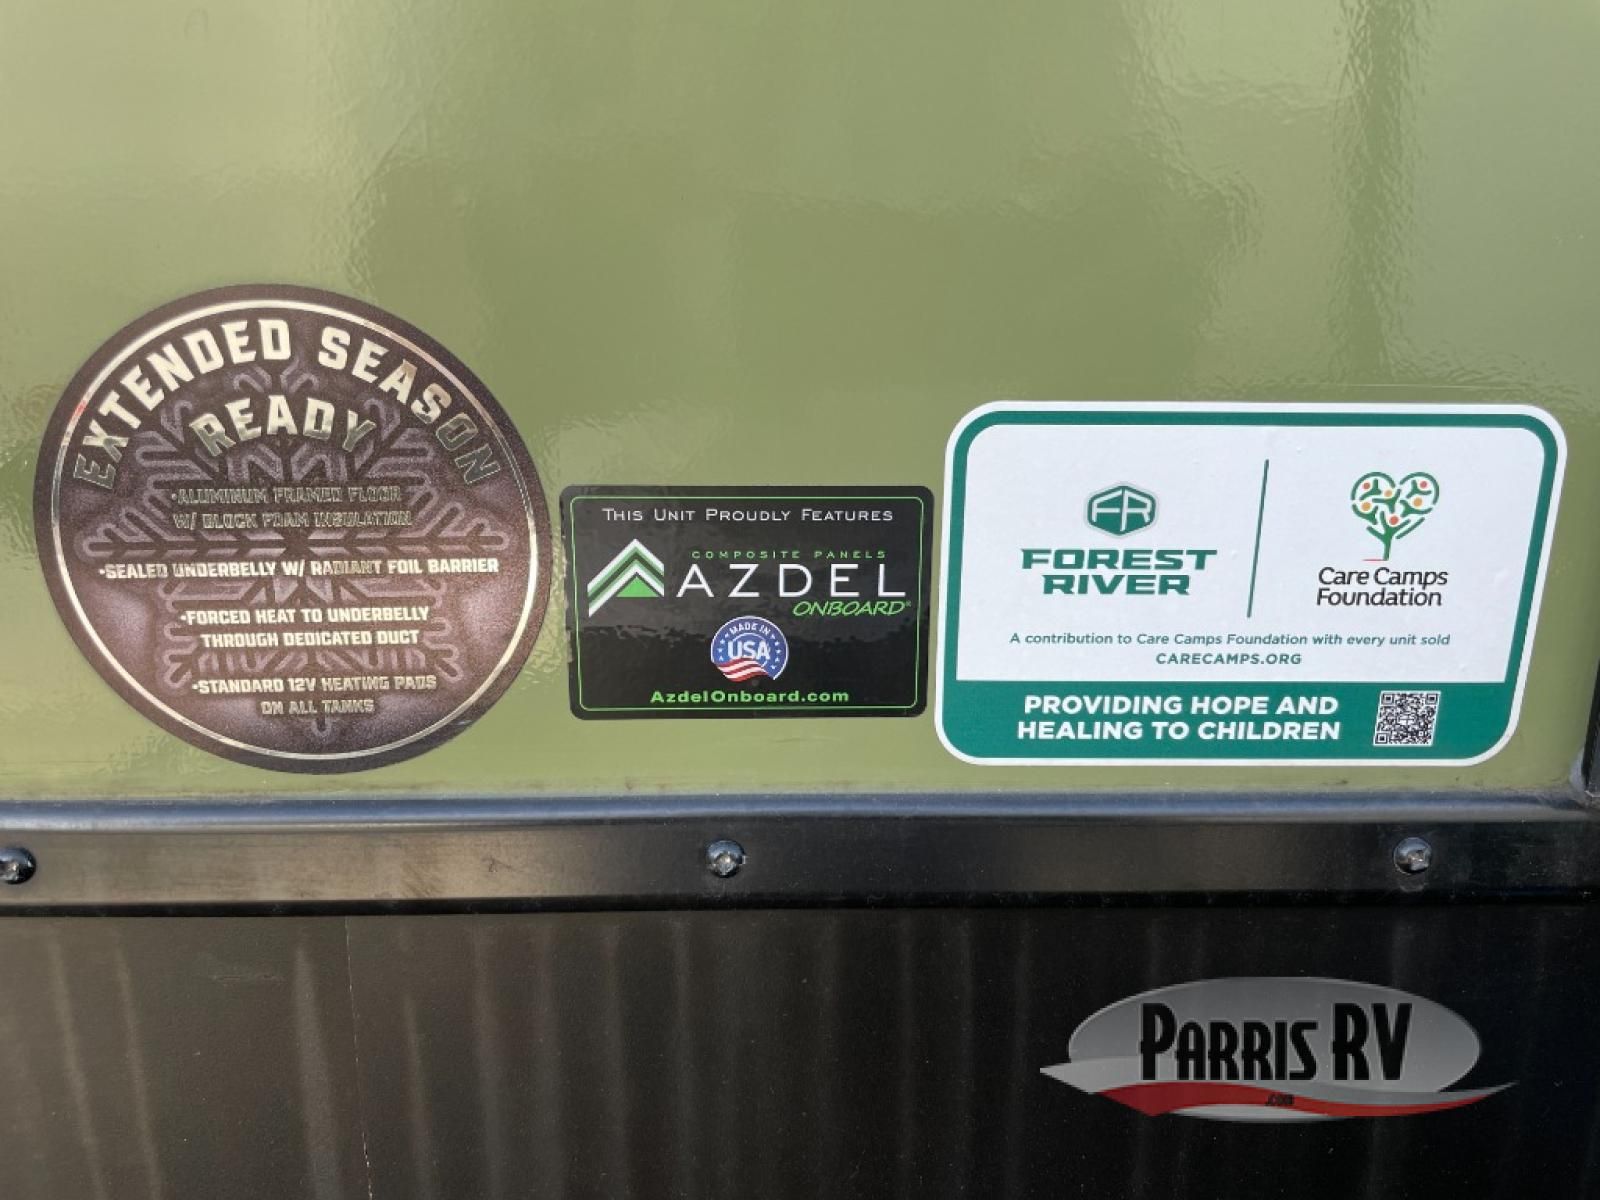 EXTENDED SEASON
READY
•ALUMINUM FRAMED FLOOR
W/ BLOCK FOAM INSULATION
•SEALED UNDERBELLY W/ RADIANT FOIL BARRIER
•FORCED HEAT TO UNDERBELLY
THROUGH DEDICATED DUCT
•STANDARD 12V HEATING PADS
ON ALL TANKS
THIS UNIT PROUDLY FEATURES
COMPOSITE PANELS
AZDEL
ONBOARD®
MADE IN
USA
AzdelOnboard.com
FR
FOREST
RIVER
Care Camps
Foundation
A contribution to Care Camps Foundation with every unit sold
CARECAMPS.ORG
PROVIDING HOPE AND
HEALING TO CHILDREN
PARRIS RV
.com